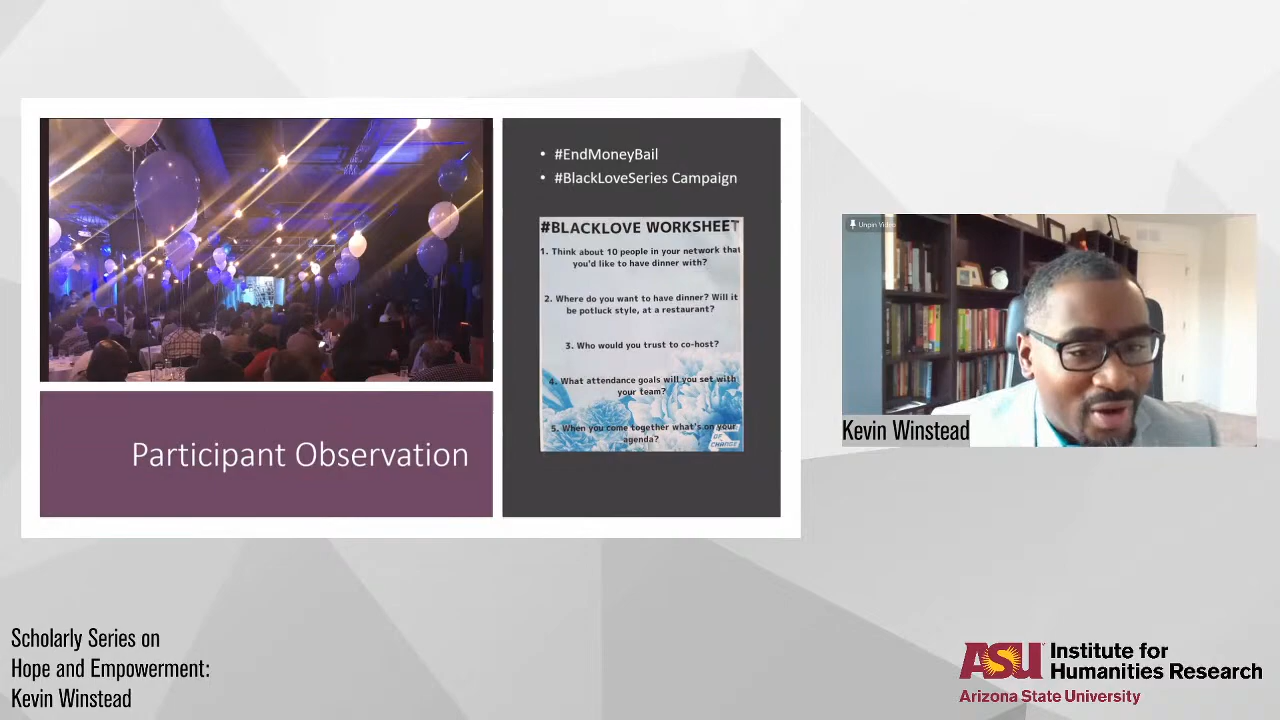 #EndMoneyBail
#BlackLoveSeries Campaign
#BLACKLOVE WORKSHEET
1. Think about 10 people in your network that
you'd like to have dinner with?
2. Where do you want to have dinner? Will it
be potluck style, at a restaurant?
3. Who would you trust to co-host?
4. What attendance goals will you set with
your team?
5. When you come together what's on your
agenda?
OF
CHANGE
Participant Observation
Unpin Video
Kevin Winstead
Scholarly Series on
Hope and Empowerment:
Kevin Winstead
ASU Institute for
Humanities Research
Arizona State University